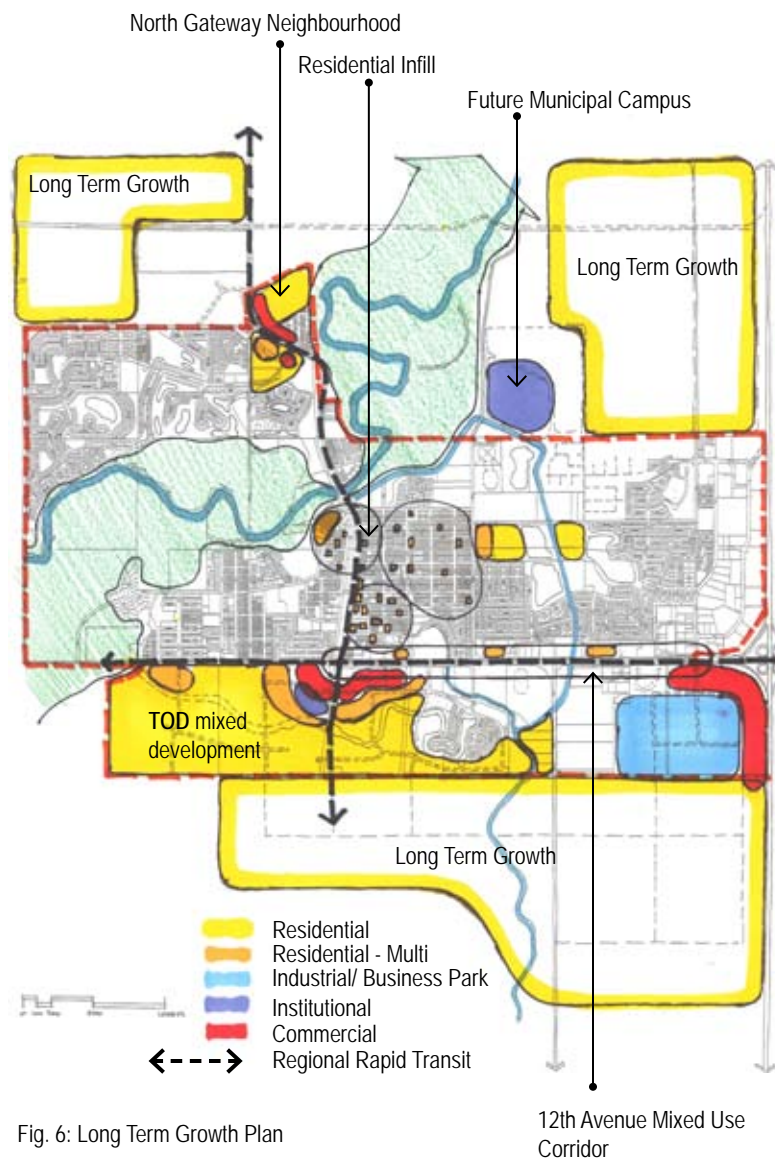 North Gateway Neighbourhood
Residential Infill
Future Municipal Campus
Long Term Growth
Long Term Growth
TOD mixed
development
Long Term Growth
Residential
Residential - Multi
Industrial/ Business Park
Institutional
Commercial
Regional Rapid Transit
12th Avenue Mixed Use
Corridor
Fig. 6: Long Term Growth Plan